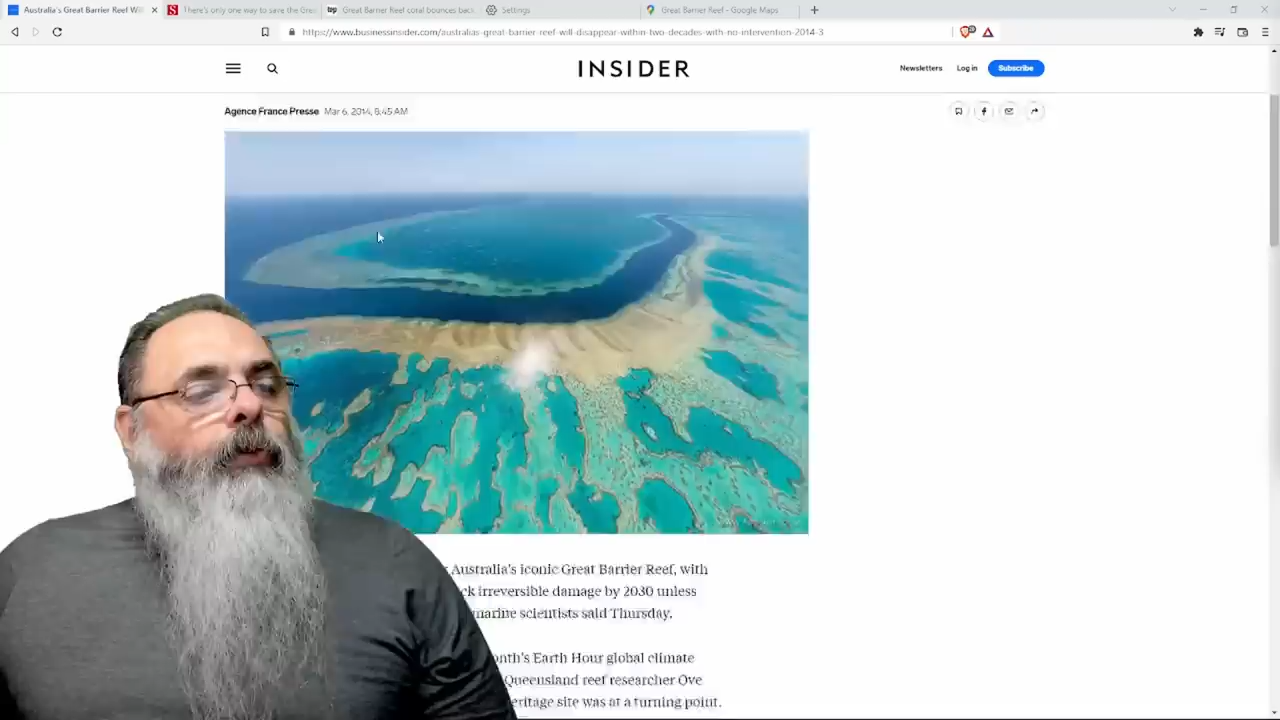 Australia's Great Barrier Reef Wi
There's only one way to save the Grea
tep
Great Barrier Reef coral bounces back
Settings
Great Barrier Reef - Google Maps
https://www.businessinsider.com/australias-great-barrier-reef-will-disappear-within-two-decades-with-no-intervention-2014-3
INSIDER
Newsletters
Log in
Subscribe
Agence France Presse Mar 6, 2014, 8:45 AM
Australia's iconic Great Barrier Reef, with
ck irreversible damage by 2030 unless
marine scientists said Thursday.
onth's Earth Hour global climate
Queensland reef researcher Ove
eritage site was at a turning point.